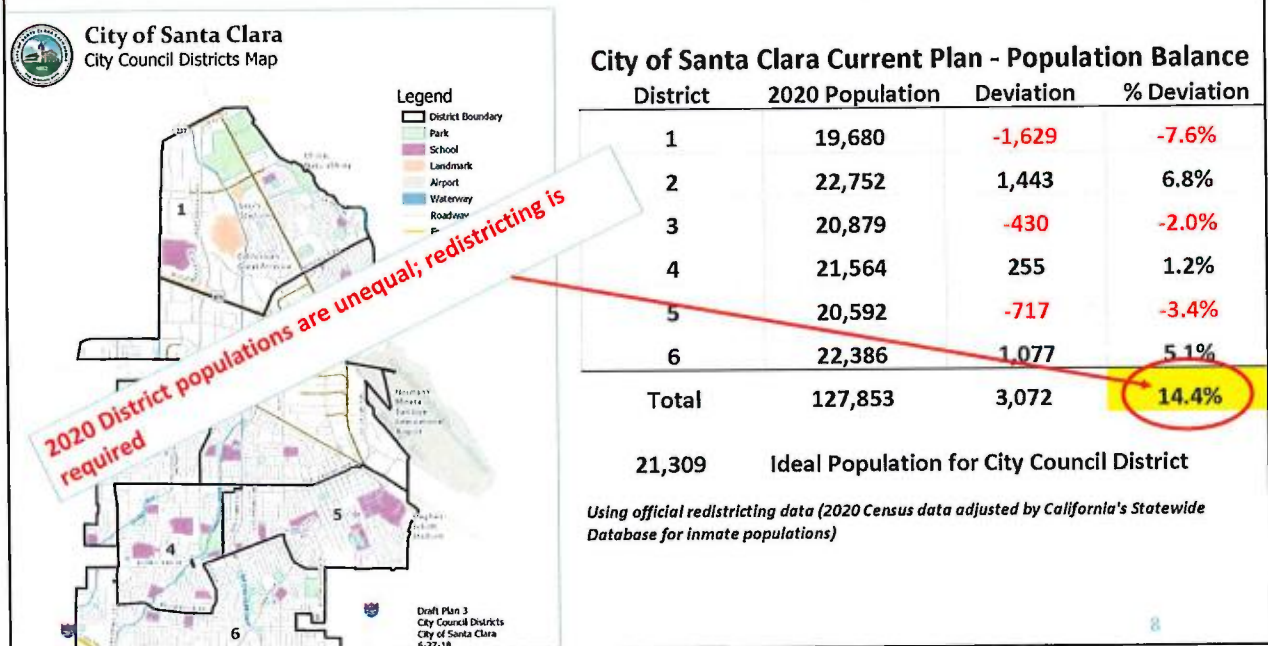 City of Santa Clara
City Council Districts Map
Legend
District Boundary
Park
School
Landmark
Airport
Waterway
Roadway
237
1
2020 District populations are unequal; redistricting is
required
5
4
6
Draft Plan 3
City Council Districts
City of Santa Clara
6-27-18
City of Santa Clara Current Plan - Population Balance
District 2020 Population Deviation % Deviation
1 19,680 -1,629 -7.6%
2 22,752 1,443 6.8%
3 20,879 -430 -2.0%
4 21,564 255 1.2%
5 20,592 -717 -3.4%
6 22,386 1,077 5.1%
Total 127,853 3,072 14.4%
21,309 Ideal Population for City Council District
Using official redistricting data (2020 Census data adjusted by California's Statewide
Database for inmate populations)
8